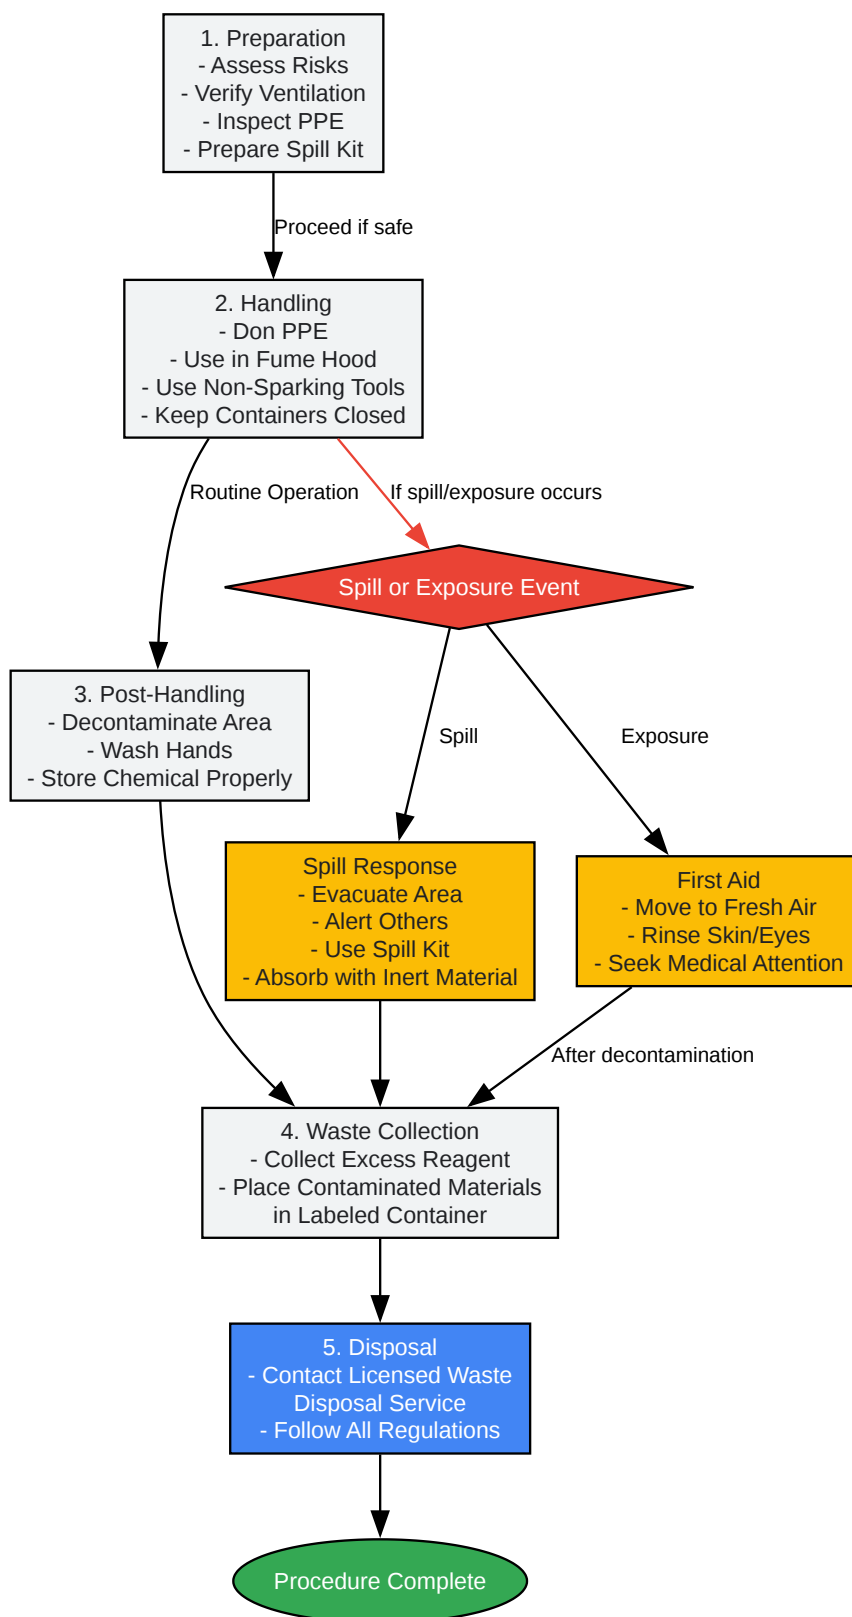 1. Preparation
- Assess Risks
- Verify Ventilation
- Inspect PPE
- Prepare Spill Kit
Proceed if safe
2. Handling
- Don PPE
- Use in Fume Hood
- Use Non-Sparking Tools
- Keep Containers Closed
Routine Operation
If spill/exposure occurs
Spill or Exposure Event
3. Post-Handling
- Decontaminate Area
- Wash Hands
- Store Chemical Properly
Spill
Exposure
Spill Response
- Evacuate Area
- Alert Others
- Use Spill Kit
- Absorb with Inert Material
First Aid
- Move to Fresh Air
- Rinse Skin/Eyes
- Seek Medical Attention
After decontamination
4. Waste Collection
- Collect Excess Reagent
- Place Contaminated Materials
in Labeled Container
5. Disposal
- Contact Licensed Waste
Disposal Service
- Follow All Regulations
Procedure Complete